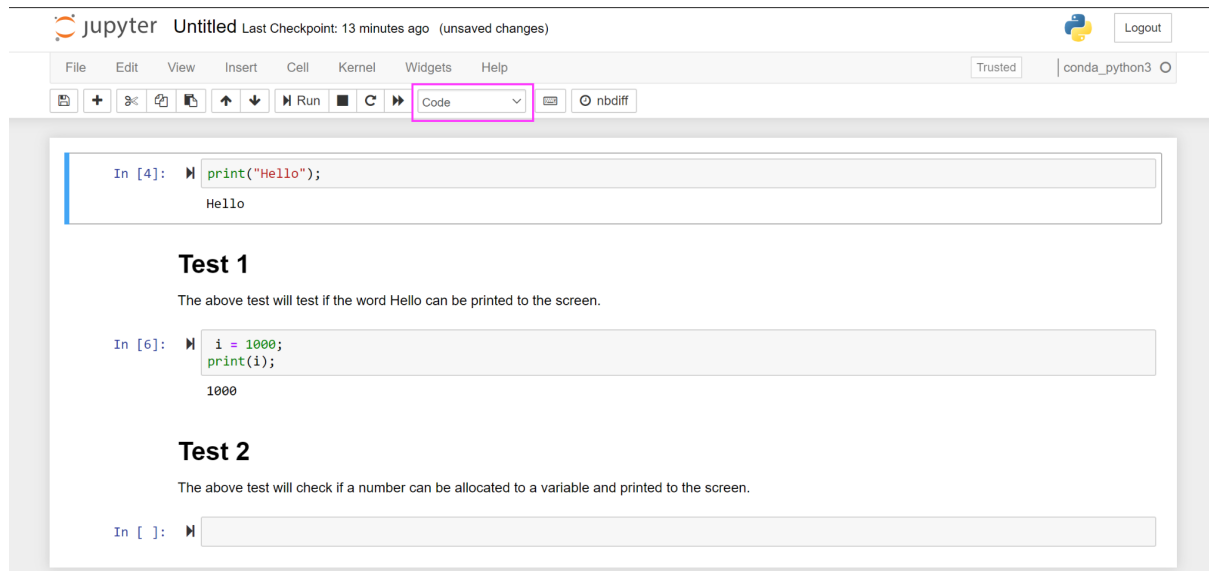 jupyter Untitled Last Checkpoint: 13 minutes ago (unsaved changes) Logout
File Edit View Insert Cell Kernel Widgets Help Trusted conda_python3
Run Code nbdiff
In [4]: print("Hello");
Hello
Test 1
The above test will test if the word Hello can be printed to the screen.
In [6]: i = 1000;
print(i);
1000
Test 2
The above test will check if a number can be allocated to a variable and printed to the screen.
In [ ]: